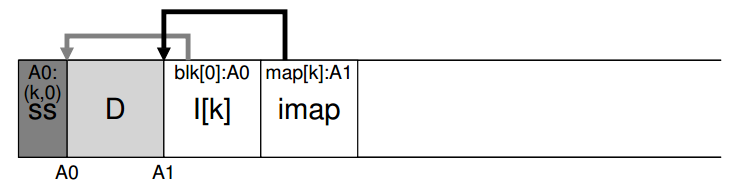 A0:
(k,0)
SS
D
blk[0]:A0
I[k]
map[k]:A1
imap
A0
A1